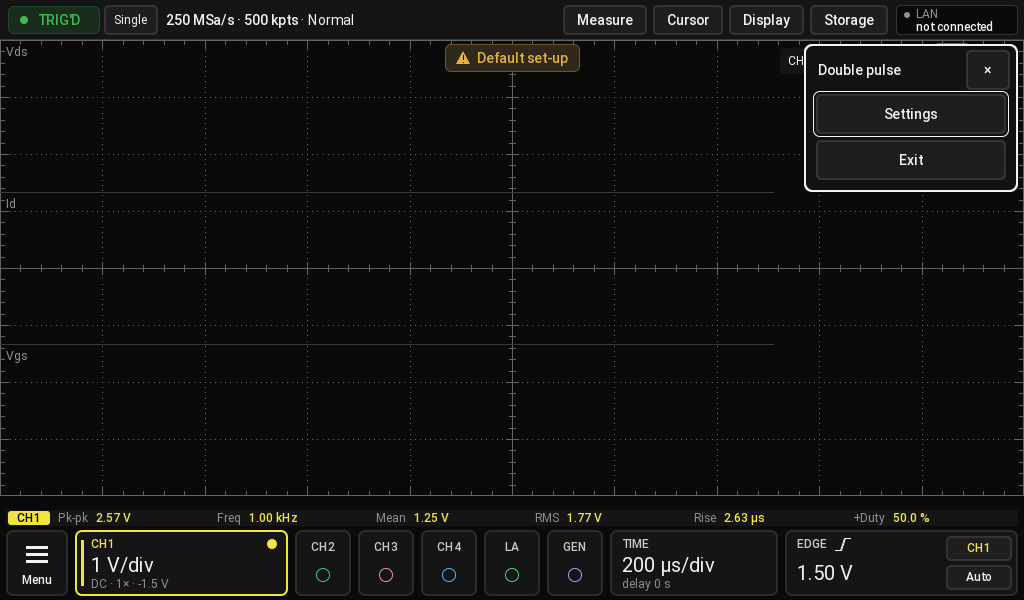 TRIG'D
Single
250 MSa/s · 500 kpts · Normal
Measure
Cursor
Display
Storage
LAN
not connected
Vds
Default set-up
CH
Double pulse
×
Settings
Exit
Id
Vgs
CH1 Pk-pk 2.57 V Freq 1.00 kHz Mean 1.25 V RMS 1.77 V Rise 2.63 µs +Duty 50.0 %
Menu
CH1
1 V/div
DC · 1× · -1.5 V
CH2
CH3
CH4
LA
GEN
TIME
200 µs/div
delay 0 s
EDGE
1.50 V
CH1
Auto